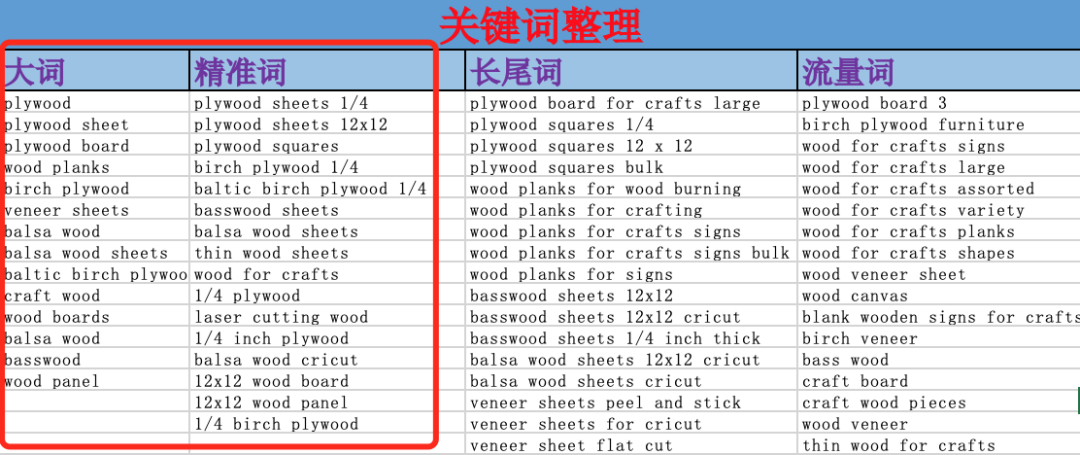 关键词整理
大词 精准词 长尾词 流量词
plywood plywood sheets 1/4 plywood board for crafts large plywood board 3
plywood sheet plywood sheets 12x12 plywood squares 1/4 birch plywood furniture
plywood board plywood squares plywood squares 12 x 12 wood for crafts signs
wood planks birch plywood 1/4 plywood squares bulk wood for crafts large
birch plywood baltic birch plywood 1/4 wood planks for wood burning wood for crafts assorted
veneer sheets basswood sheets wood planks for crafting wood for crafts variety
balsa wood balsa wood sheets wood planks for crafts signs wood for crafts planks
balsa wood sheets thin wood sheets wood planks for crafts signs bulk wood for crafts shapes
baltic birch plywoo wood for crafts wood planks for signs wood veneer sheet
craft wood 1/4 plywood basswood sheets 12x12 wood canvas
wood boards laser cutting wood basswood sheets 12x12 cricut blank wooden signs for crafts
balsa wood 1/4 inch plywood basswood sheets 1/4 inch thick birch veneer
basswood balsa wood cricut balsa wood sheets 12x12 cricut bass wood
wood panel 12x12 wood board balsa wood sheets cricut craft board
12x12 wood panel veneer sheets peel and stick craft wood pieces
1/4 birch plywood veneer sheets for cricut wood veneer
veneer sheet flat cut thin wood for crafts